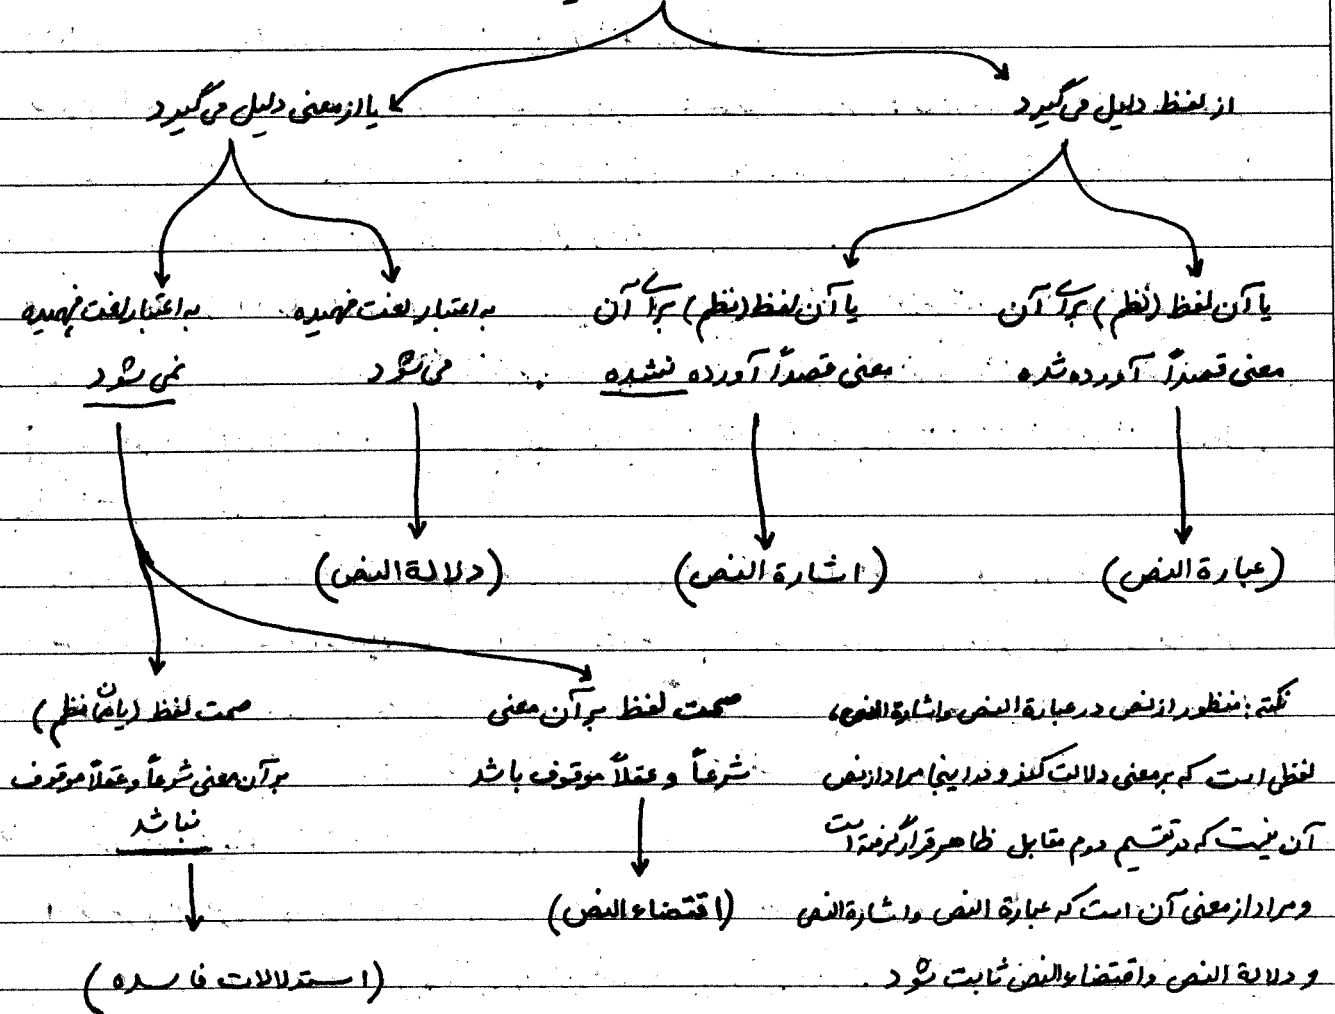 از لفظ دلیل می‌گیرد
یا از معنی دلیل می‌گیرد
یا آن لفظ (نظم) برای آن
معنی قصداً آورده شده
یا آن لفظ (نظم) برای آن
معنی قصداً آورده نشده
به اعتبار لغت فهمیده
می‌شود
به اعتبار لغت فهمیده
نمی شود
(عبارة النص)
(اشارة النص)
(دلالة النص)
صحت لفظ بر آن معنی
شرعاً و عقلاً موقوف باشد
(اقتضاء النص)
صحت لفظ (یا نظم)
بر آن معنی شرعاً و عقلاً موقوف
نباشد
(استدلالات فاسده)
نکته: منظور از نص در عبارة النص و اشارة النص،
لفظی است که بر معنی دلالت کند و در اینجا مراد از نص
آن نیست که در تقسیم دوم مقابل ظاهر قرار گرفته است
و مراد از معنی آن است که عبارة النص و اشارة النص
و دلالة النص و اقتضاء النص ثابت شود.